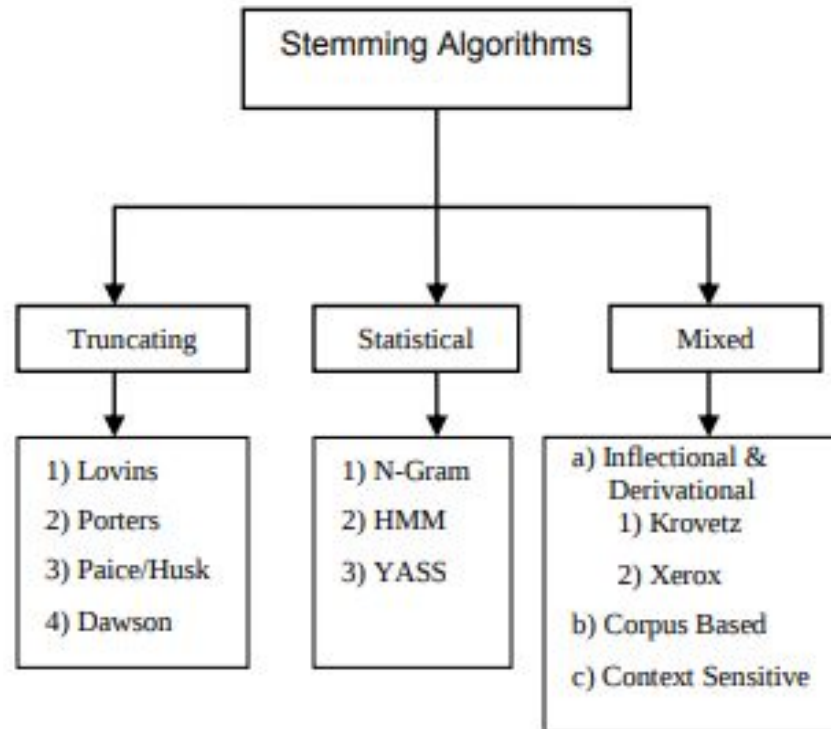 Stemming Algorithms
Truncating
Statistical
Mixed
1) Lovins
2) Porters
3) Paice/Husk
4) Dawson
1) N-Gram
2) HMM
3) YASS
a) Inflectional &
Derivational
1) Krovetz
2) Xerox
b) Corpus Based
c) Context Sensitive